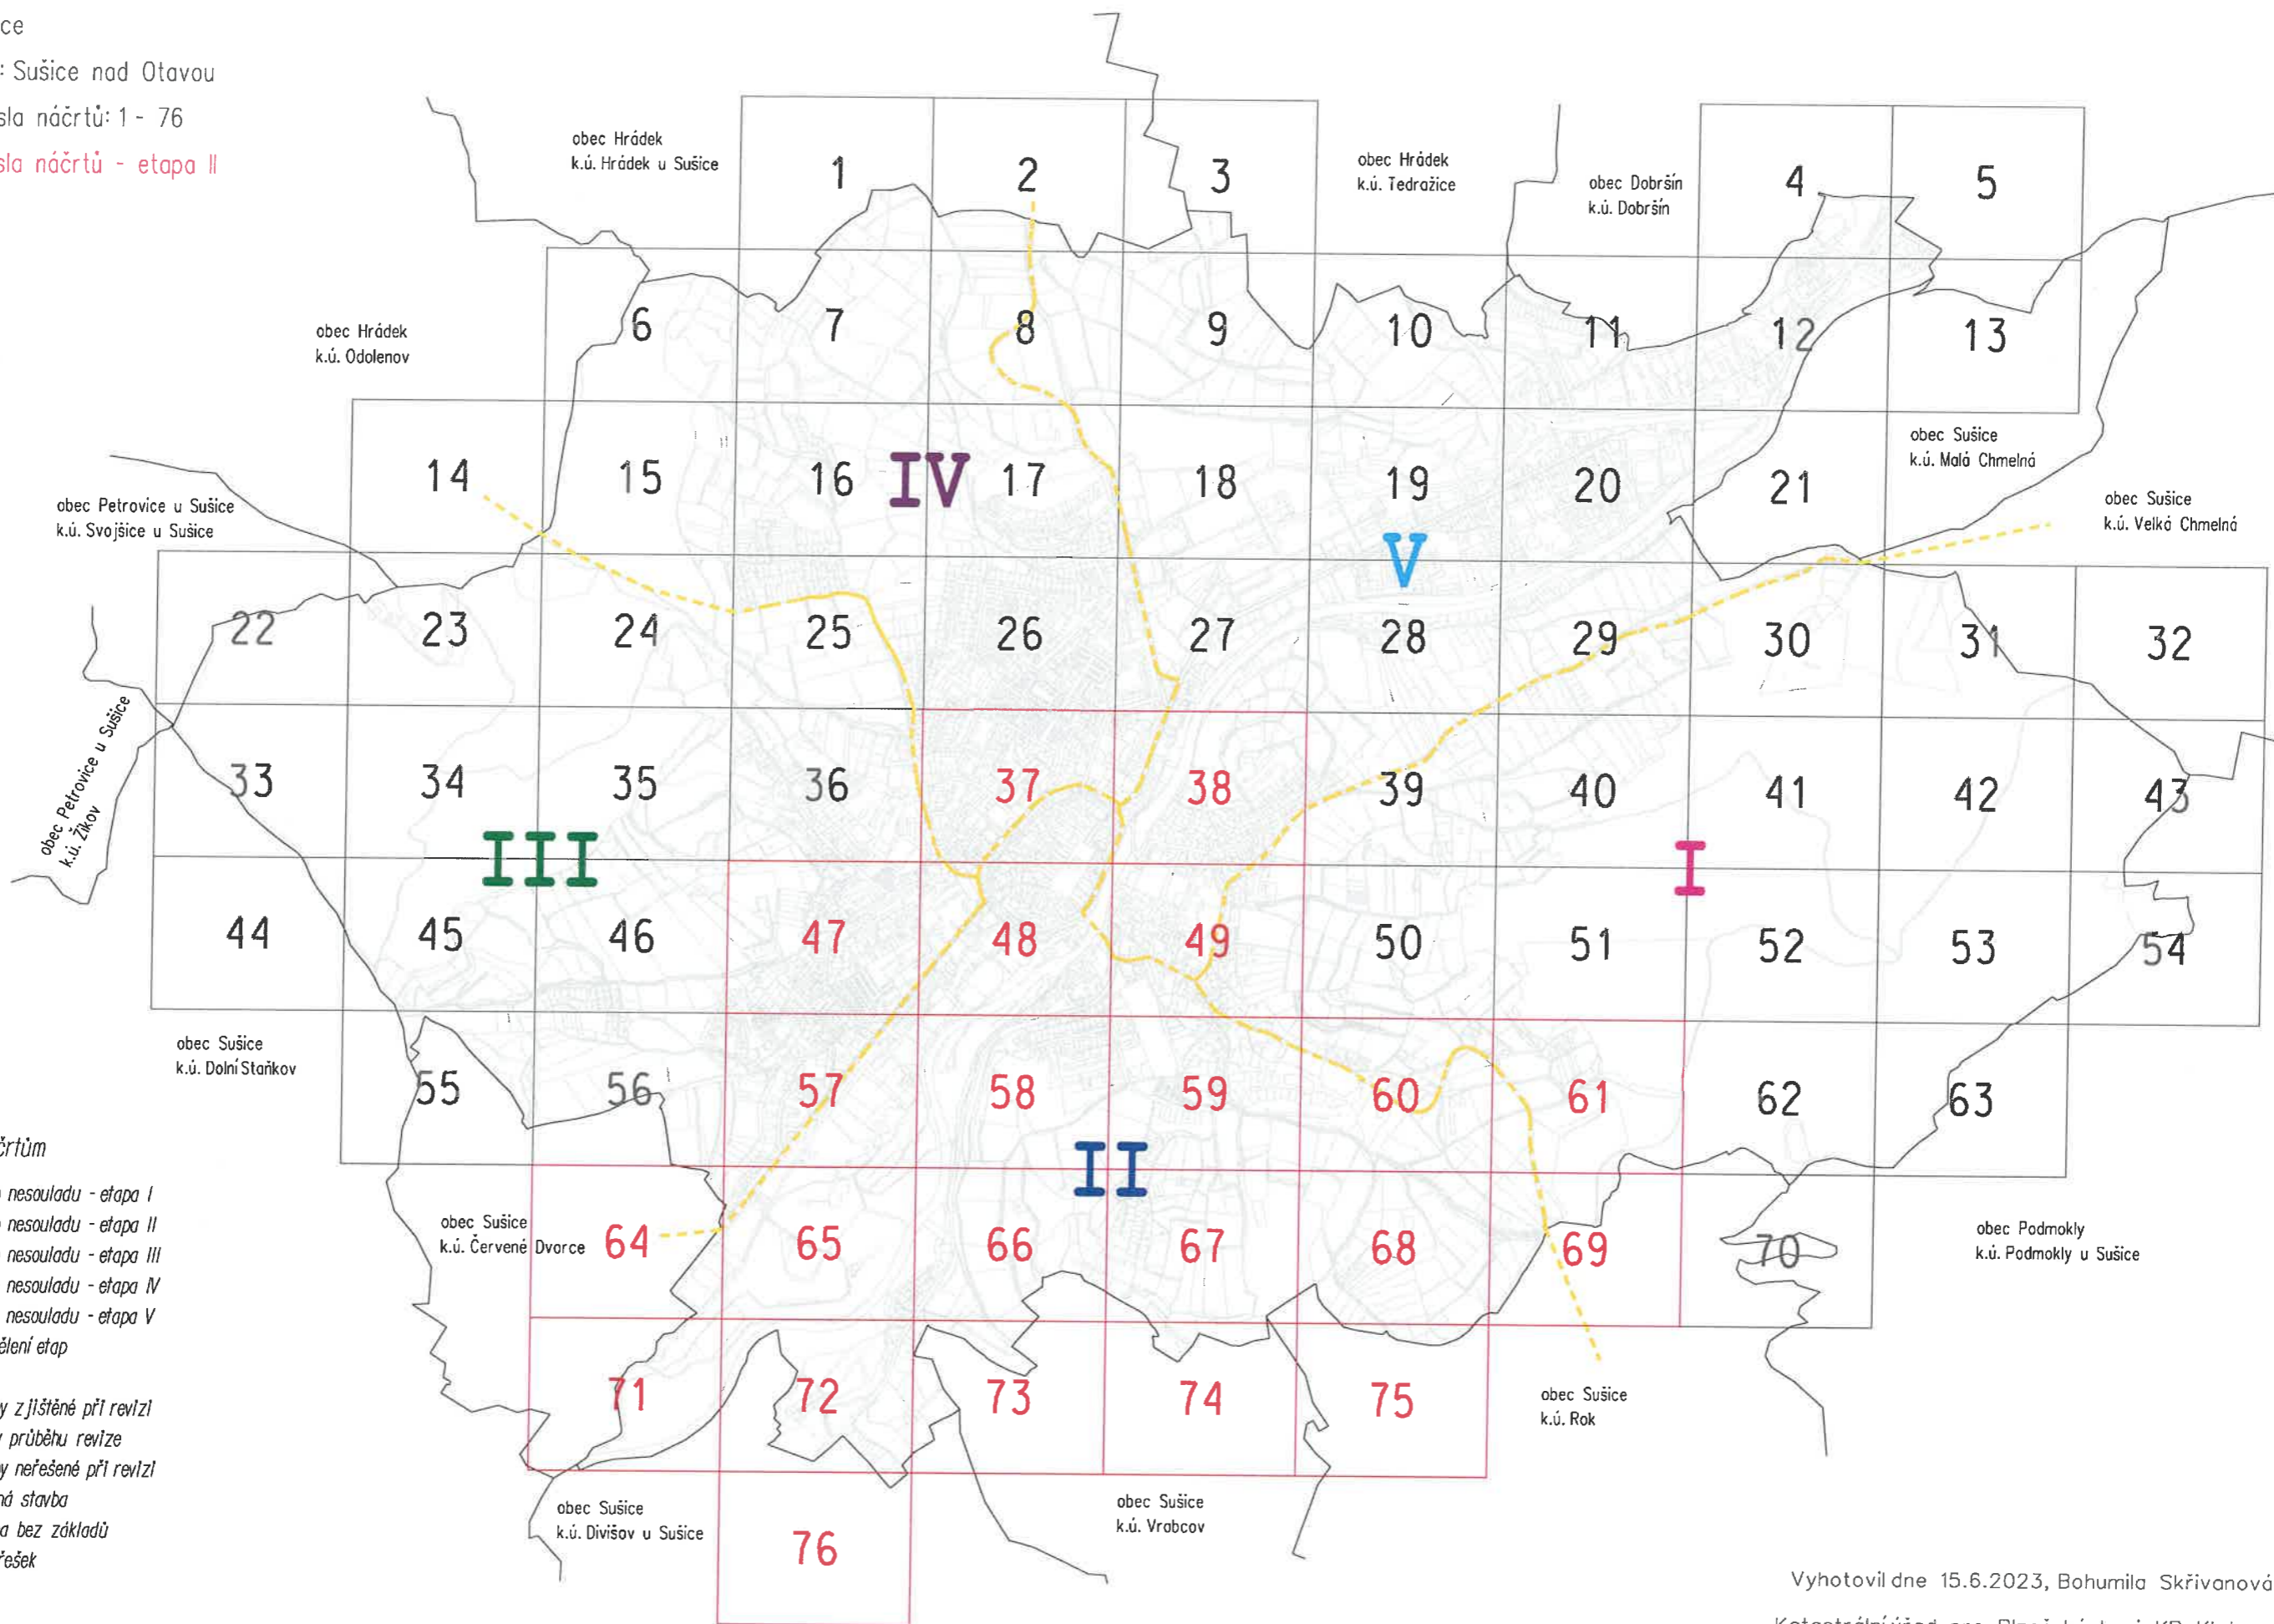 ce
: Sušice nad Otavou
sla náčrtů: 1 - 76
sla náčrtů - etapa II
obec Hrádek
k.ú. Hrádek u Sušice
1
2
3
obec Hrádek
k.ú. Tedražice
obec Dobršín
k.ú. Dobršín
4
5
obec Hrádek
k.ú. Odolenov
6
7
8
9
10
11
12
13
obec Petrovice u Sušice
k.ú. Svojšice u Sušice
14
15
16
IV
17
18
19
20
21
obec Sušice
k.ú. Malá Chmelná
obec Sušice
k.ú. Velká Chmelná
V
22
23
24
25
26
27
28
29
30
31
32
obec Petrovice u Sušice
k.ú. Žikov
33
34
35
36
37
38
39
40
41
42
43
III
I
44
45
46
47
48
49
50
51
52
53
54
obec Sušice
k.ú. Dolní Staňkov
55
56
57
58
59
60
61
62
63
II
črtům
nesouladu - etapa I
nesouladu - etapa II
nesouladu - etapa III
nesouladu - etapa IV
nesouladu - etapa V
ělení etap
obec Sušice
k.ú. Červené Dvorce
64
65
66
67
68
69
70
obec Podmokly
k.ú. Podmokly u Sušice
y zjištěné při revizi
v průběhu revize
y neřešené při revizi
ná stavba
a bez základů
řešek
71
72
73
74
75
obec Sušice
k.ú. Rok
obec Sušice
k.ú. Divišov u Sušice
76
obec Sušice
k.ú. Vrabcov
Vyhotovil dne 15.6.2023, Bohumila Skřivanová